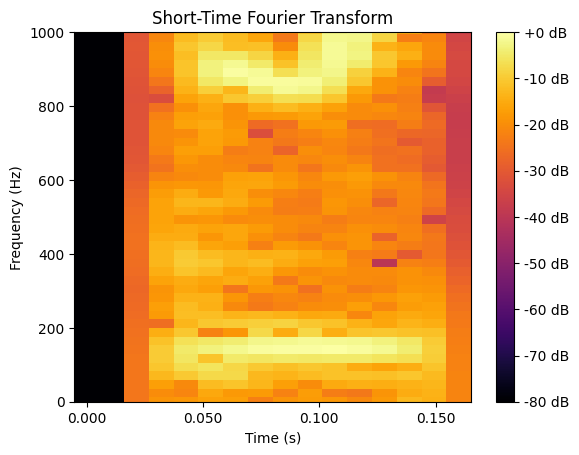 Short-Time Fourier Transform
1000
800
600
400
200
0
Frequency (Hz)
0.000
0.050
0.100
0.150
Time (s)
+0 dB
-10 dB
-20 dB
-30 dB
-40 dB
-50 dB
-60 dB
-70 dB
-80 dB